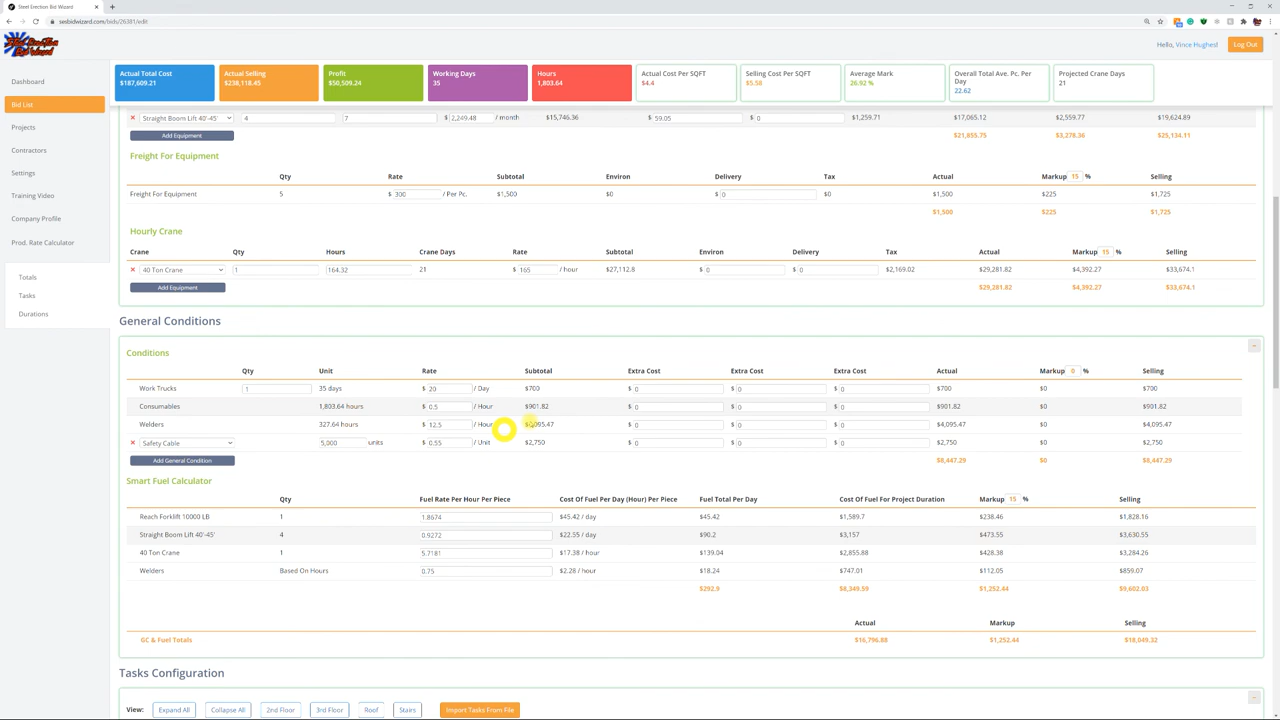 Steel Erection Bid Wizard
sesbidwizard.com/bids/26381/edit
Steel Erection
Bid Wizard
Hello, Vince Hughes!
Log Out
Dashboard
Bid List
Projects
Contractors
Settings
Training Video
Company Profile
Prod. Rate Calculator
Totals
Tasks
Durations
Actual Total Cost
$187,609.21
Actual Selling
$238,118.45
Profit
$50,509.24
Working Days
35
Hours
1,803.64
Actual Cost Per SQFT
$4.4
Selling Cost Per SQFT
$5.58
Average Mark
26.92 %
Overall Total Ave. Pc. Per Day
22.62
Projected Crane Days
21
Straight Boom Lift 40'-45' 4 7 $ 2,249.48 / month $15,746.36 $ 59.05 $ 0 $1,259.71 $17,065.12 $2,559.77 $19,624.89
Add Equipment $21,855.75 $3,278.36 $25,134.11
Freight For Equipment
Qty Rate Subtotal Environ Delivery Tax Actual Markup 15 % Selling
Freight For Equipment 5 $ 300 / Per Pc. $1,500 $0 $ 0 $0 $1,500 $225 $1,725
$1,500 $225 $1,725
Hourly Crane
Crane Qty Hours Crane Days Rate Subtotal Environ Delivery Tax Actual Markup 15 % Selling
40 Ton Crane 1 164.32 21 $ 165 / hour $27,112.8 $ 0 $ 0 $2,169.02 $29,281.82 $4,392.27 $33,674.1
Add Equipment $29,281.82 $4,392.27 $33,674.1
General Conditions
Conditions
Qty Unit Rate Subtotal Extra Cost Extra Cost Extra Cost Actual Markup 0 % Selling
Work Trucks 1 35 days $ 20 / Day $700 $ 0 $ 0 $ 0 $700 $0 $700
Consumables 1,803.64 hours $ 0.5 / Hour $901.82 $ 0 $ 0 $ 0 $901.82 $0 $901.82
Welders 327.64 hours $ 12.5 / Hour $4,095.47 $ 0 $ 0 $ 0 $4,095.47 $0 $4,095.47
Safety Cable 5,000 units $ 0.55 / Unit $2,750 $ 0 $ 0 $ 0 $2,750 $0 $2,750
Add General Condition $8,447.29 $0 $8,447.29
Smart Fuel Calculator
Qty Fuel Rate Per Hour Per Piece Cost Of Fuel Per Day (Hour) Per Piece Fuel Total Per Day Cost Of Fuel For Project Duration Markup 15 % Selling
Reach Forklift 10000 LB 1 1.8674 $45.42 / day $45.42 $1,589.7 $238.46 $1,828.16
Straight Boom Lift 40'-45' 4 0.9272 $22.55 / day $90.2 $3,157 $473.55 $3,630.55
40 Ton Crane 1 5.7181 $17.38 / hour $139.04 $2,855.88 $428.38 $3,284.26
Welders Based On Hours 0.75 $2.28 / hour $18.24 $747.01 $112.05 $859.07
$292.9 $8,349.59 $1,252.44 $9,602.03
Actual Markup Selling
GC & Fuel Totals $16,796.88 $1,252.44 $18,049.32
Tasks Configuration
View: Expand All Collapse All 2nd Floor 3rd Floor Roof Stairs Import Tasks From File